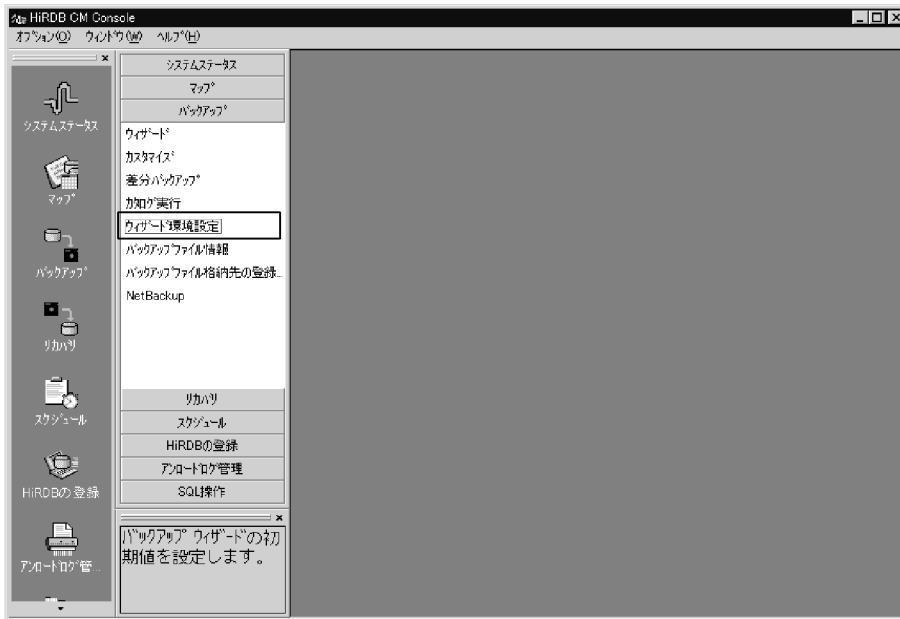 HiRDB CM Console
ｵﾌﾟｼｮﾝ(O) ｳｨﾝﾄﾞｳ(W) ﾍﾙﾌﾟ(H)
ｼｽﾃﾑｽﾃｰﾀｽ
ﾏｯﾌﾟ
ﾊﾞｯｸｱｯﾌﾟ
ﾘｶﾊﾞﾘ
ｽｹｼﾞｭｰﾙ
HiRDBの登録
ｱﾝﾛｰﾄﾞﾛｸﾞ管...
ｼｽﾃﾑｽﾃｰﾀｽ
ﾏｯﾌﾟ
ﾊﾞｯｸｱｯﾌﾟ
ｳｨｻﾞｰﾄﾞ
ｶｽﾀﾏｲｽﾞ
差分ﾊﾞｯｸｱｯﾌﾟ
ｶﾀﾛｸﾞ実行
ｳｨｻﾞｰﾄﾞ環境設定
ﾊﾞｯｸｱｯﾌﾟﾌｧｲﾙ情報
ﾊﾞｯｸｱｯﾌﾟﾌｧｲﾙ格納先の登録...
NetBackup
ﾘｶﾊﾞﾘ
ｽｹｼﾞｭｰﾙ
HiRDBの登録
ｱﾝﾛｰﾄﾞﾛｸﾞ管理
SQL操作
ﾊﾞｯｸｱｯﾌﾟ ｳｨｻﾞｰﾄﾞの初
期値を設定します。